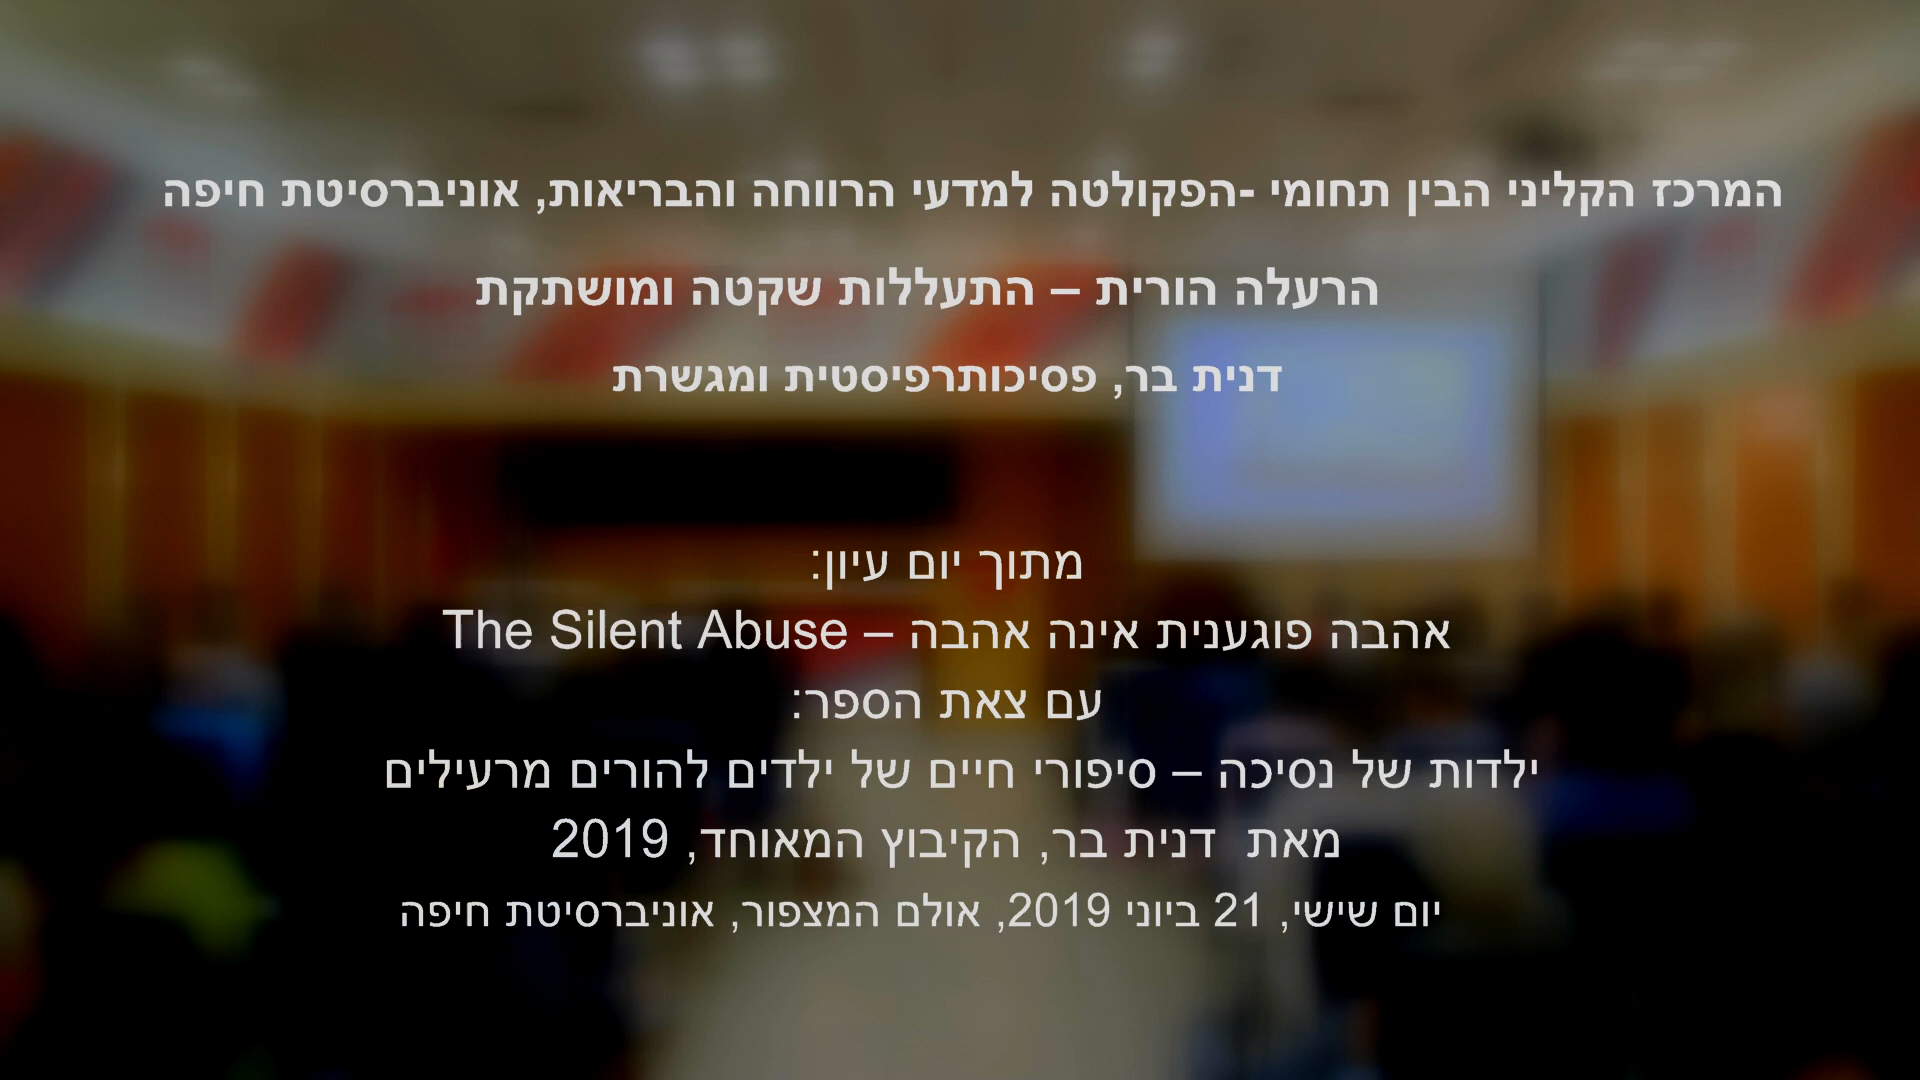 המרכז הקליני הבין תחומי -הפקולטה למדעי הרווחה והבריאות, אוניברסיטת חיפה
הרעלה הורית – התעללות שקטה ומושתקת
דנית בר, פסיכותרפיסטית ומגשרת
מתוך יום עיון:
אהבה פוגענית אינה אהבה – The Silent Abuse
עם צאת הספר:
ילדות של נסיכה – סיפורי חיים של ילדים להורים מרעילים
מאת  דנית בר, הקיבוץ המאוחד, 2019
יום שישי, 21 ביוני 2019, אולם המצפור, אוניברסיטת חיפה